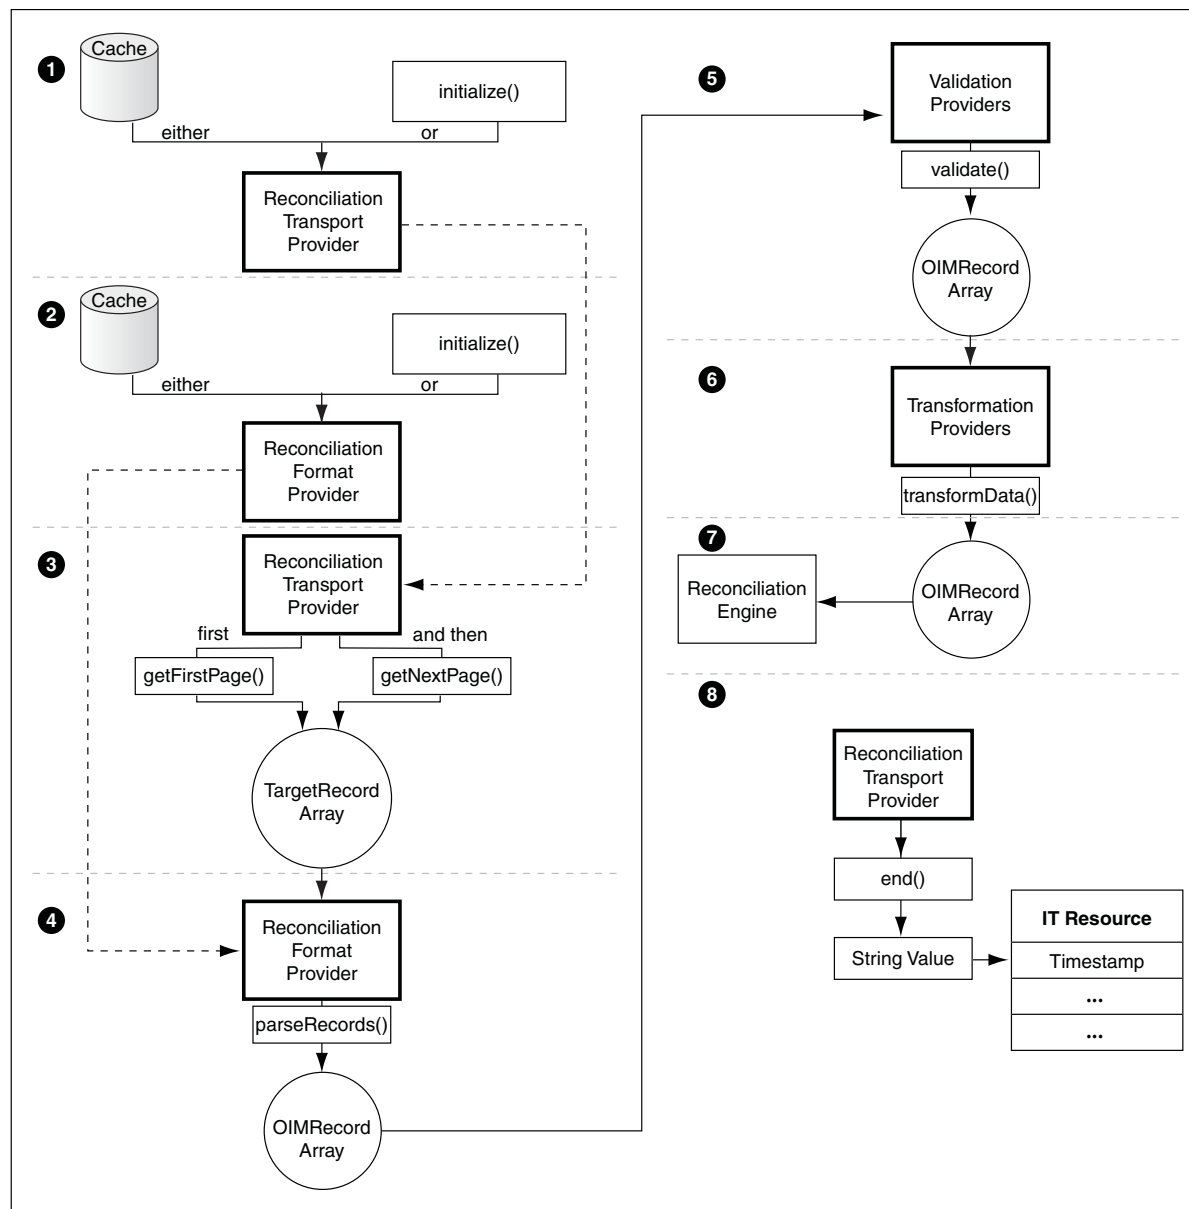 1
Cache
initialize()
either
or
Reconciliation
Transport
Provider
2
Cache
initialize()
either
or
Reconciliation
Format
Provider
3
Reconciliation
Transport
Provider
first
and then
getFirstPage()
getNextPage()
TargetRecord
Array
4
Reconciliation
Format
Provider
parseRecords()
OIMRecord
Array
5
Validation
Providers
validate()
OIMRecord
Array
6
Transformation
Providers
transformData()
7
Reconciliation
Engine
OIMRecord
Array
8
Reconciliation
Transport
Provider
end()
String Value
IT Resource
Timestamp
...
...